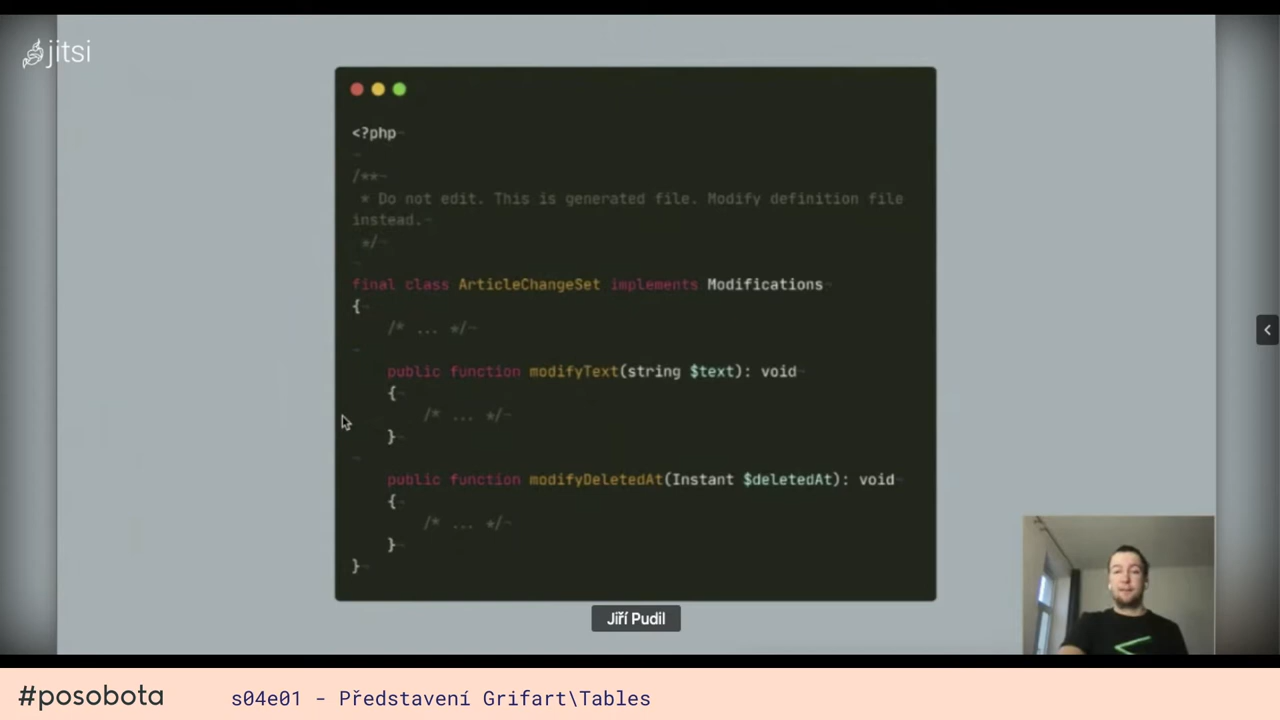 jitsi
<?php
/**
* Do not edit. This is generated file. Modify definition file
instead.
*/
final class ArticleChangeSet implements Modifications
{
/* ... */
public function modifyText(string $text): void
{
/* ... */
}
public function modifyDeletedAt(Instant $deletedAt): void
{
/* ... */
}
}
Jiří Pudil
#posobota s04e01 - Představení Grifart\Tables